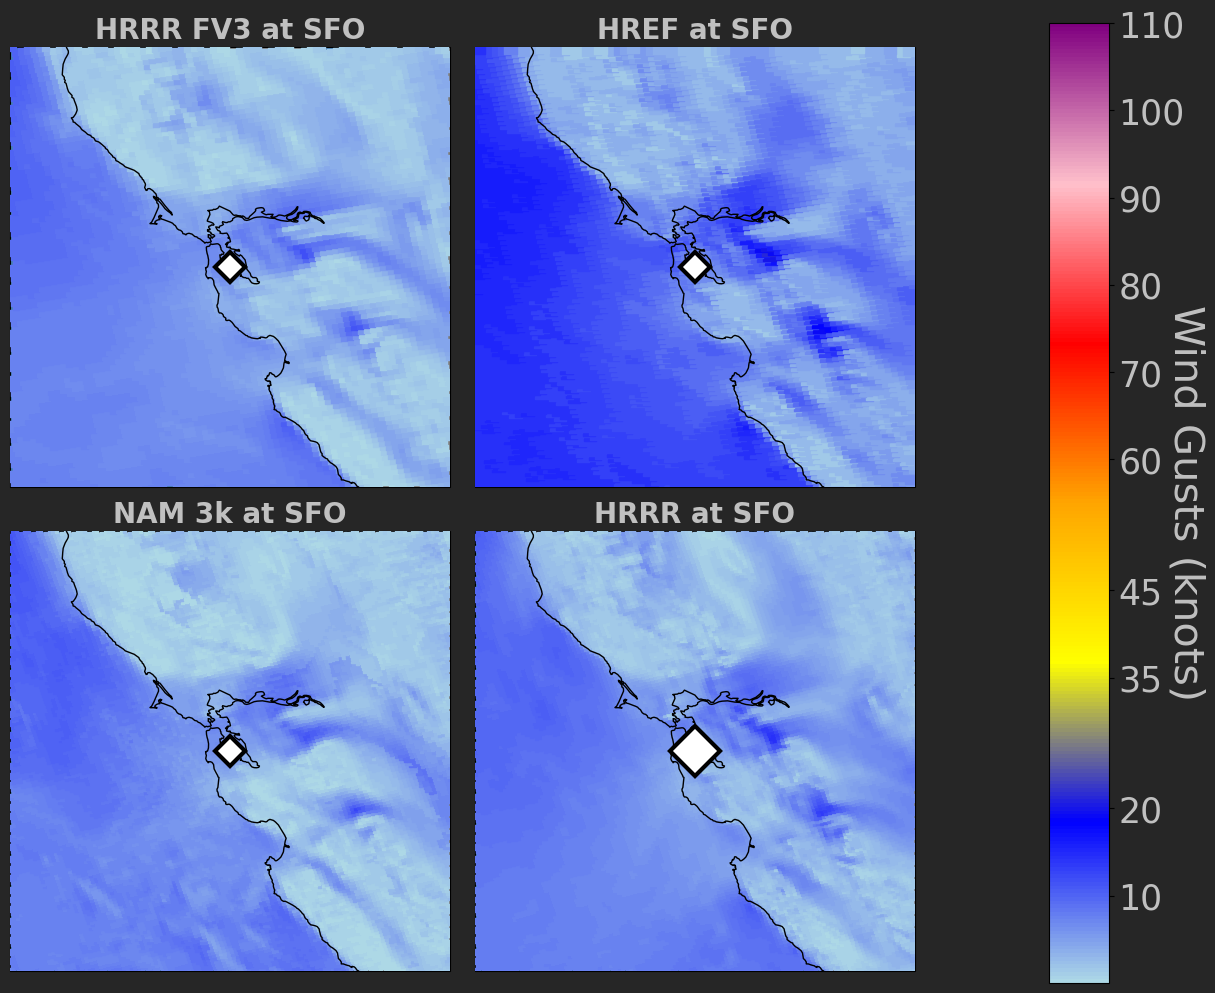 HRRR FV3 at SFO
HREF at SFO
NAM 3k at SFO
HRRR at SFO
110
100
90
80
70
60
45
35
20
10
Wind Gusts (knots)